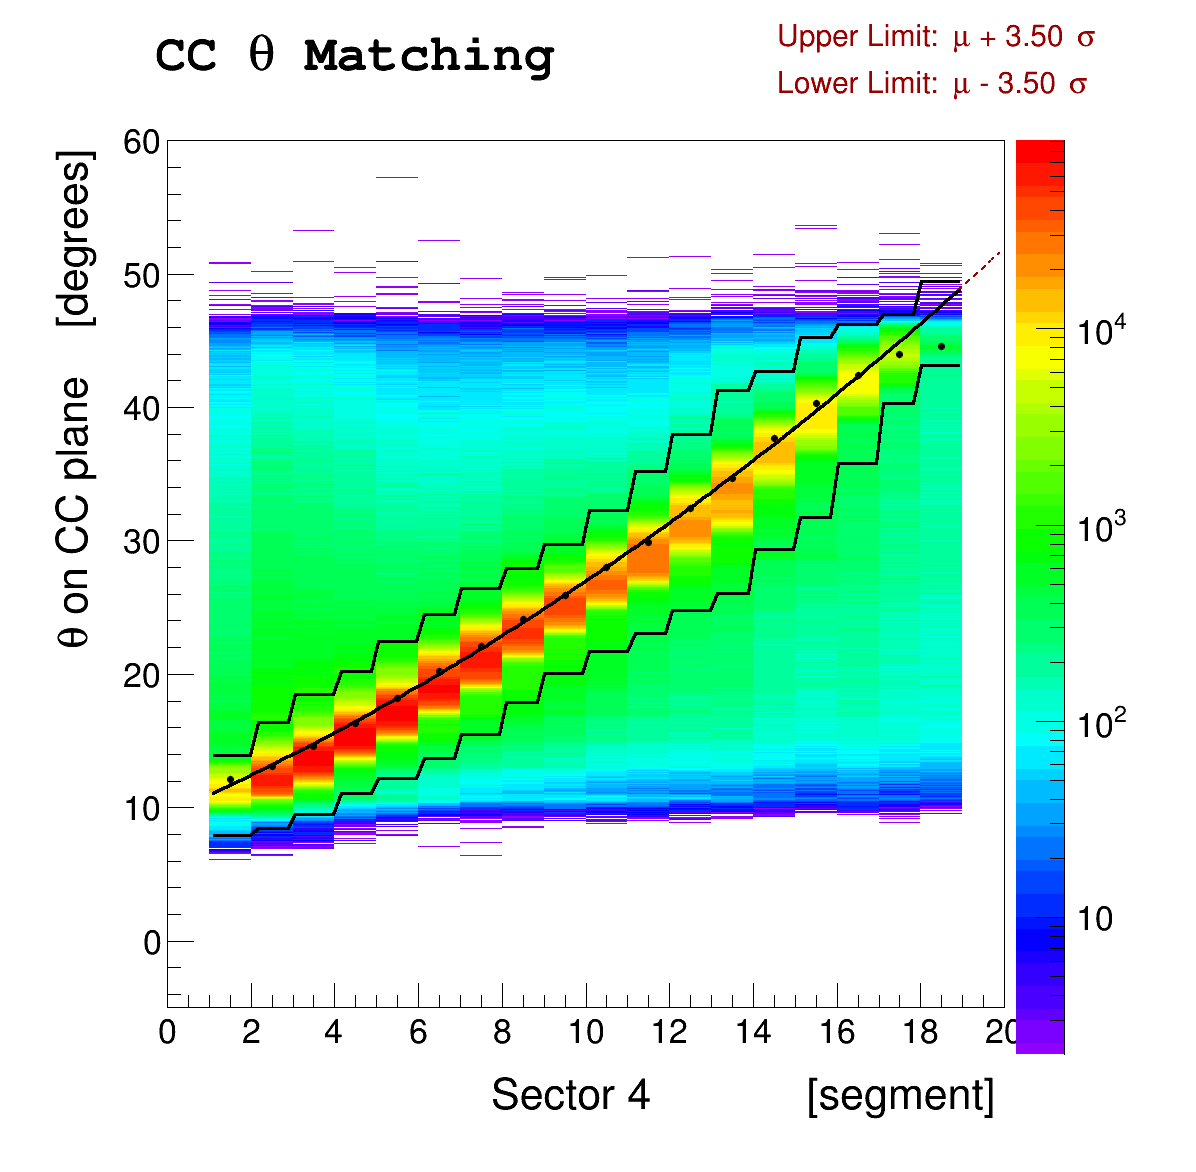 CC θ Matching
Upper Limit: μ + 3.50 σ
Lower Limit: μ - 3.50 σ
θ on CC plane [degrees]
60
50
40
30
20
10
0
0 2 4 6 8 10 12 14 16 18 20
Sector 4 [segment]
10⁴
10³
10²
10